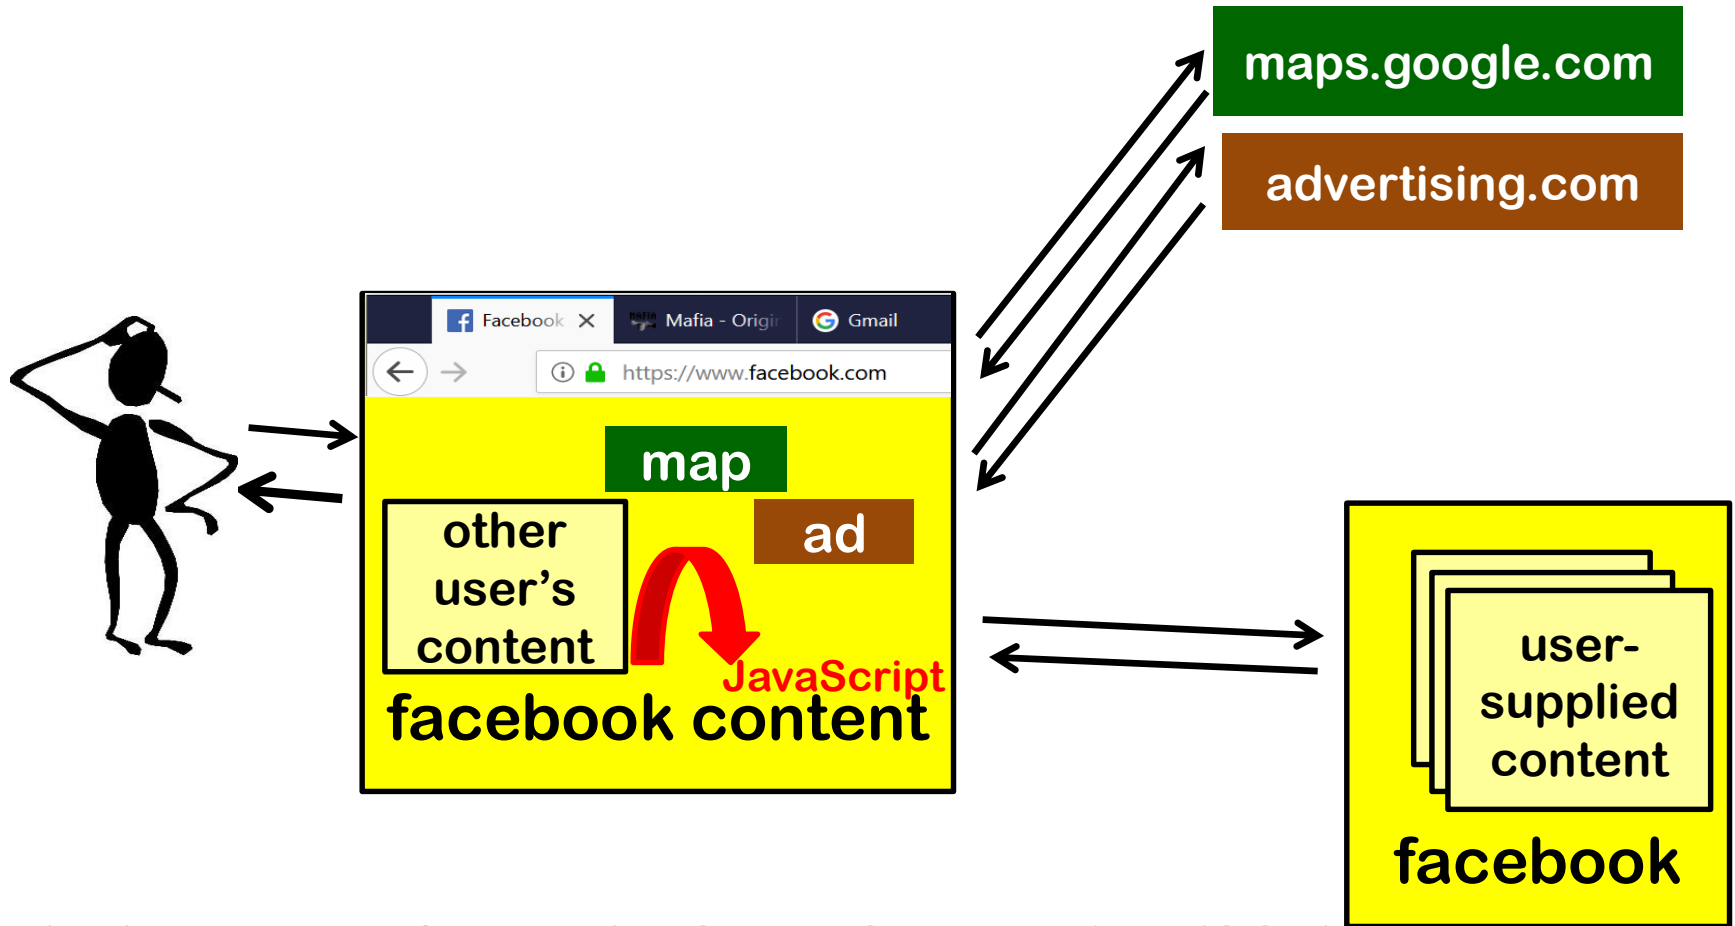 maps.google.com
advertising.com
Facebook
Mafia - Origin
Gmail
https://www.facebook.com
map
ad
other
user's
content
JavaScript
facebook content
user-
supplied
content
facebook